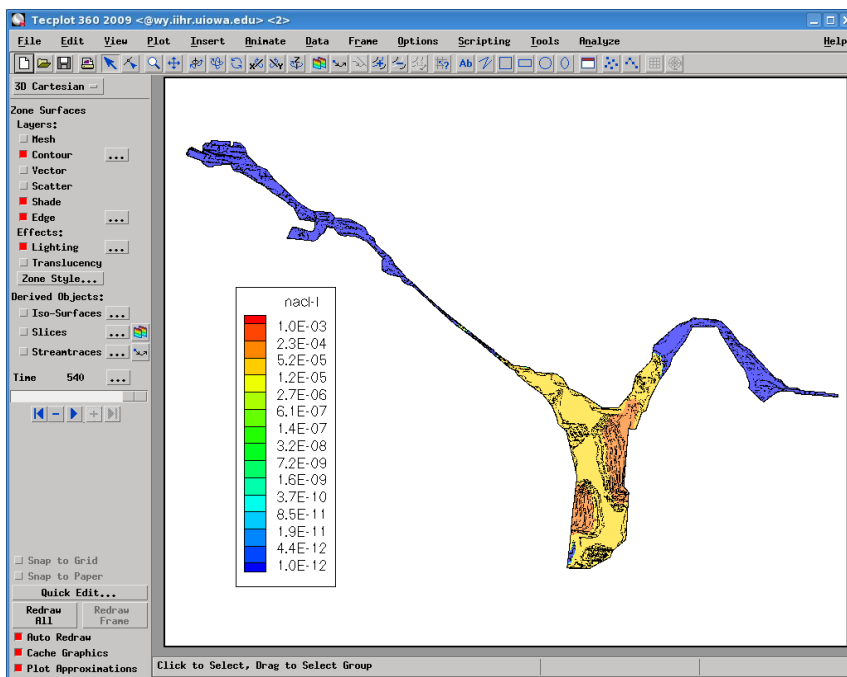 Tecplot 360 2009 <@wy.iihr.uiowa.edu> <2>
File Edit View Plot Insert Animate Data Frame Options Scripting Tools Analyze Help
Ab
3D Cartesian
Zone Surfaces
Layers:
Mesh
Contour ...
Vector
Scatter
Shade
Edge ...
Effects:
Lighting ...
Translucency
Zone Style...
Derived Objects:
Iso-Surfaces ...
Slices ...
Streamtraces ...
Time 540 ...
Snap to Grid
Snap to Paper
Quick Edit...
Redraw All
Redraw Frame
Auto Redraw
Cache Graphics
Plot Approximations
nacl-l
1.0E-03
2.3E-04
5.2E-05
1.2E-05
2.7E-06
6.1E-07
1.4E-07
3.2E-08
7.2E-09
1.6E-09
3.7E-10
8.5E-11
1.9E-11
4.4E-12
1.0E-12
Click to Select, Drag to Select Group